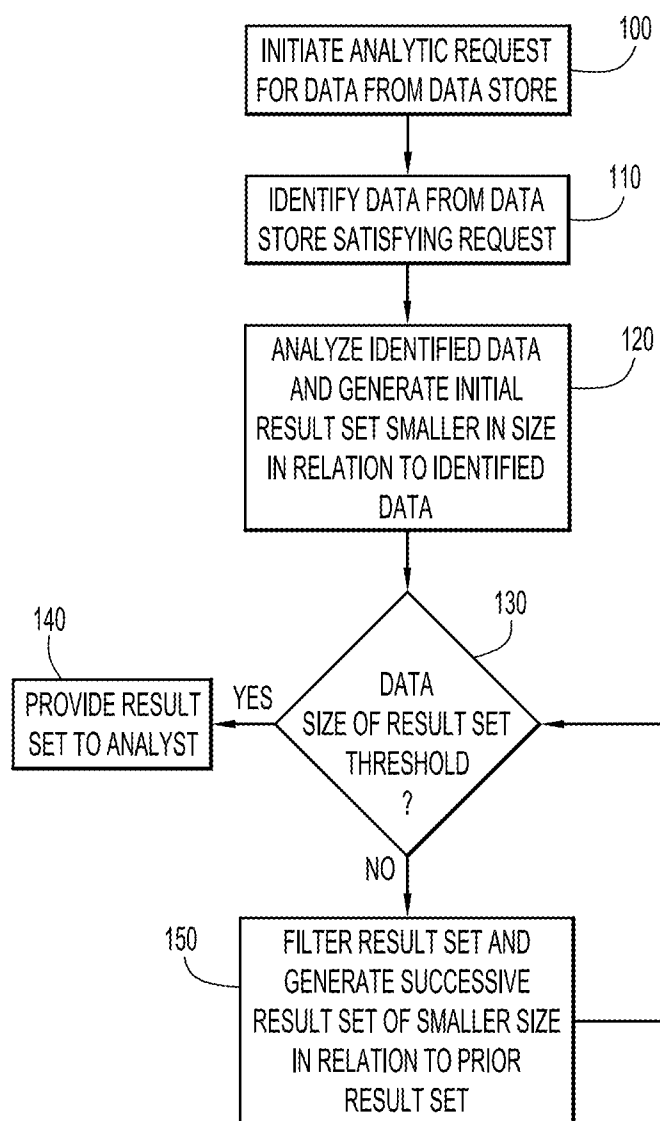 100
INITIATE ANALYTIC REQUEST
FOR DATA FROM DATA STORE
110
IDENTIFY DATA FROM DATA
STORE SATISFYING REQUEST
120
ANALYZE IDENTIFIED DATA
AND GENERATE INITIAL
RESULT SET SMALLER IN SIZE
IN RELATION TO IDENTIFIED
DATA
130
DATA
SIZE OF RESULT SET
THRESHOLD
?
YES
140
PROVIDE RESULT
SET TO ANALYST
NO
150
FILTER RESULT SET AND
GENERATE SUCCESSIVE
RESULT SET OF SMALLER SIZE
IN RELATION TO PRIOR
RESULT SET